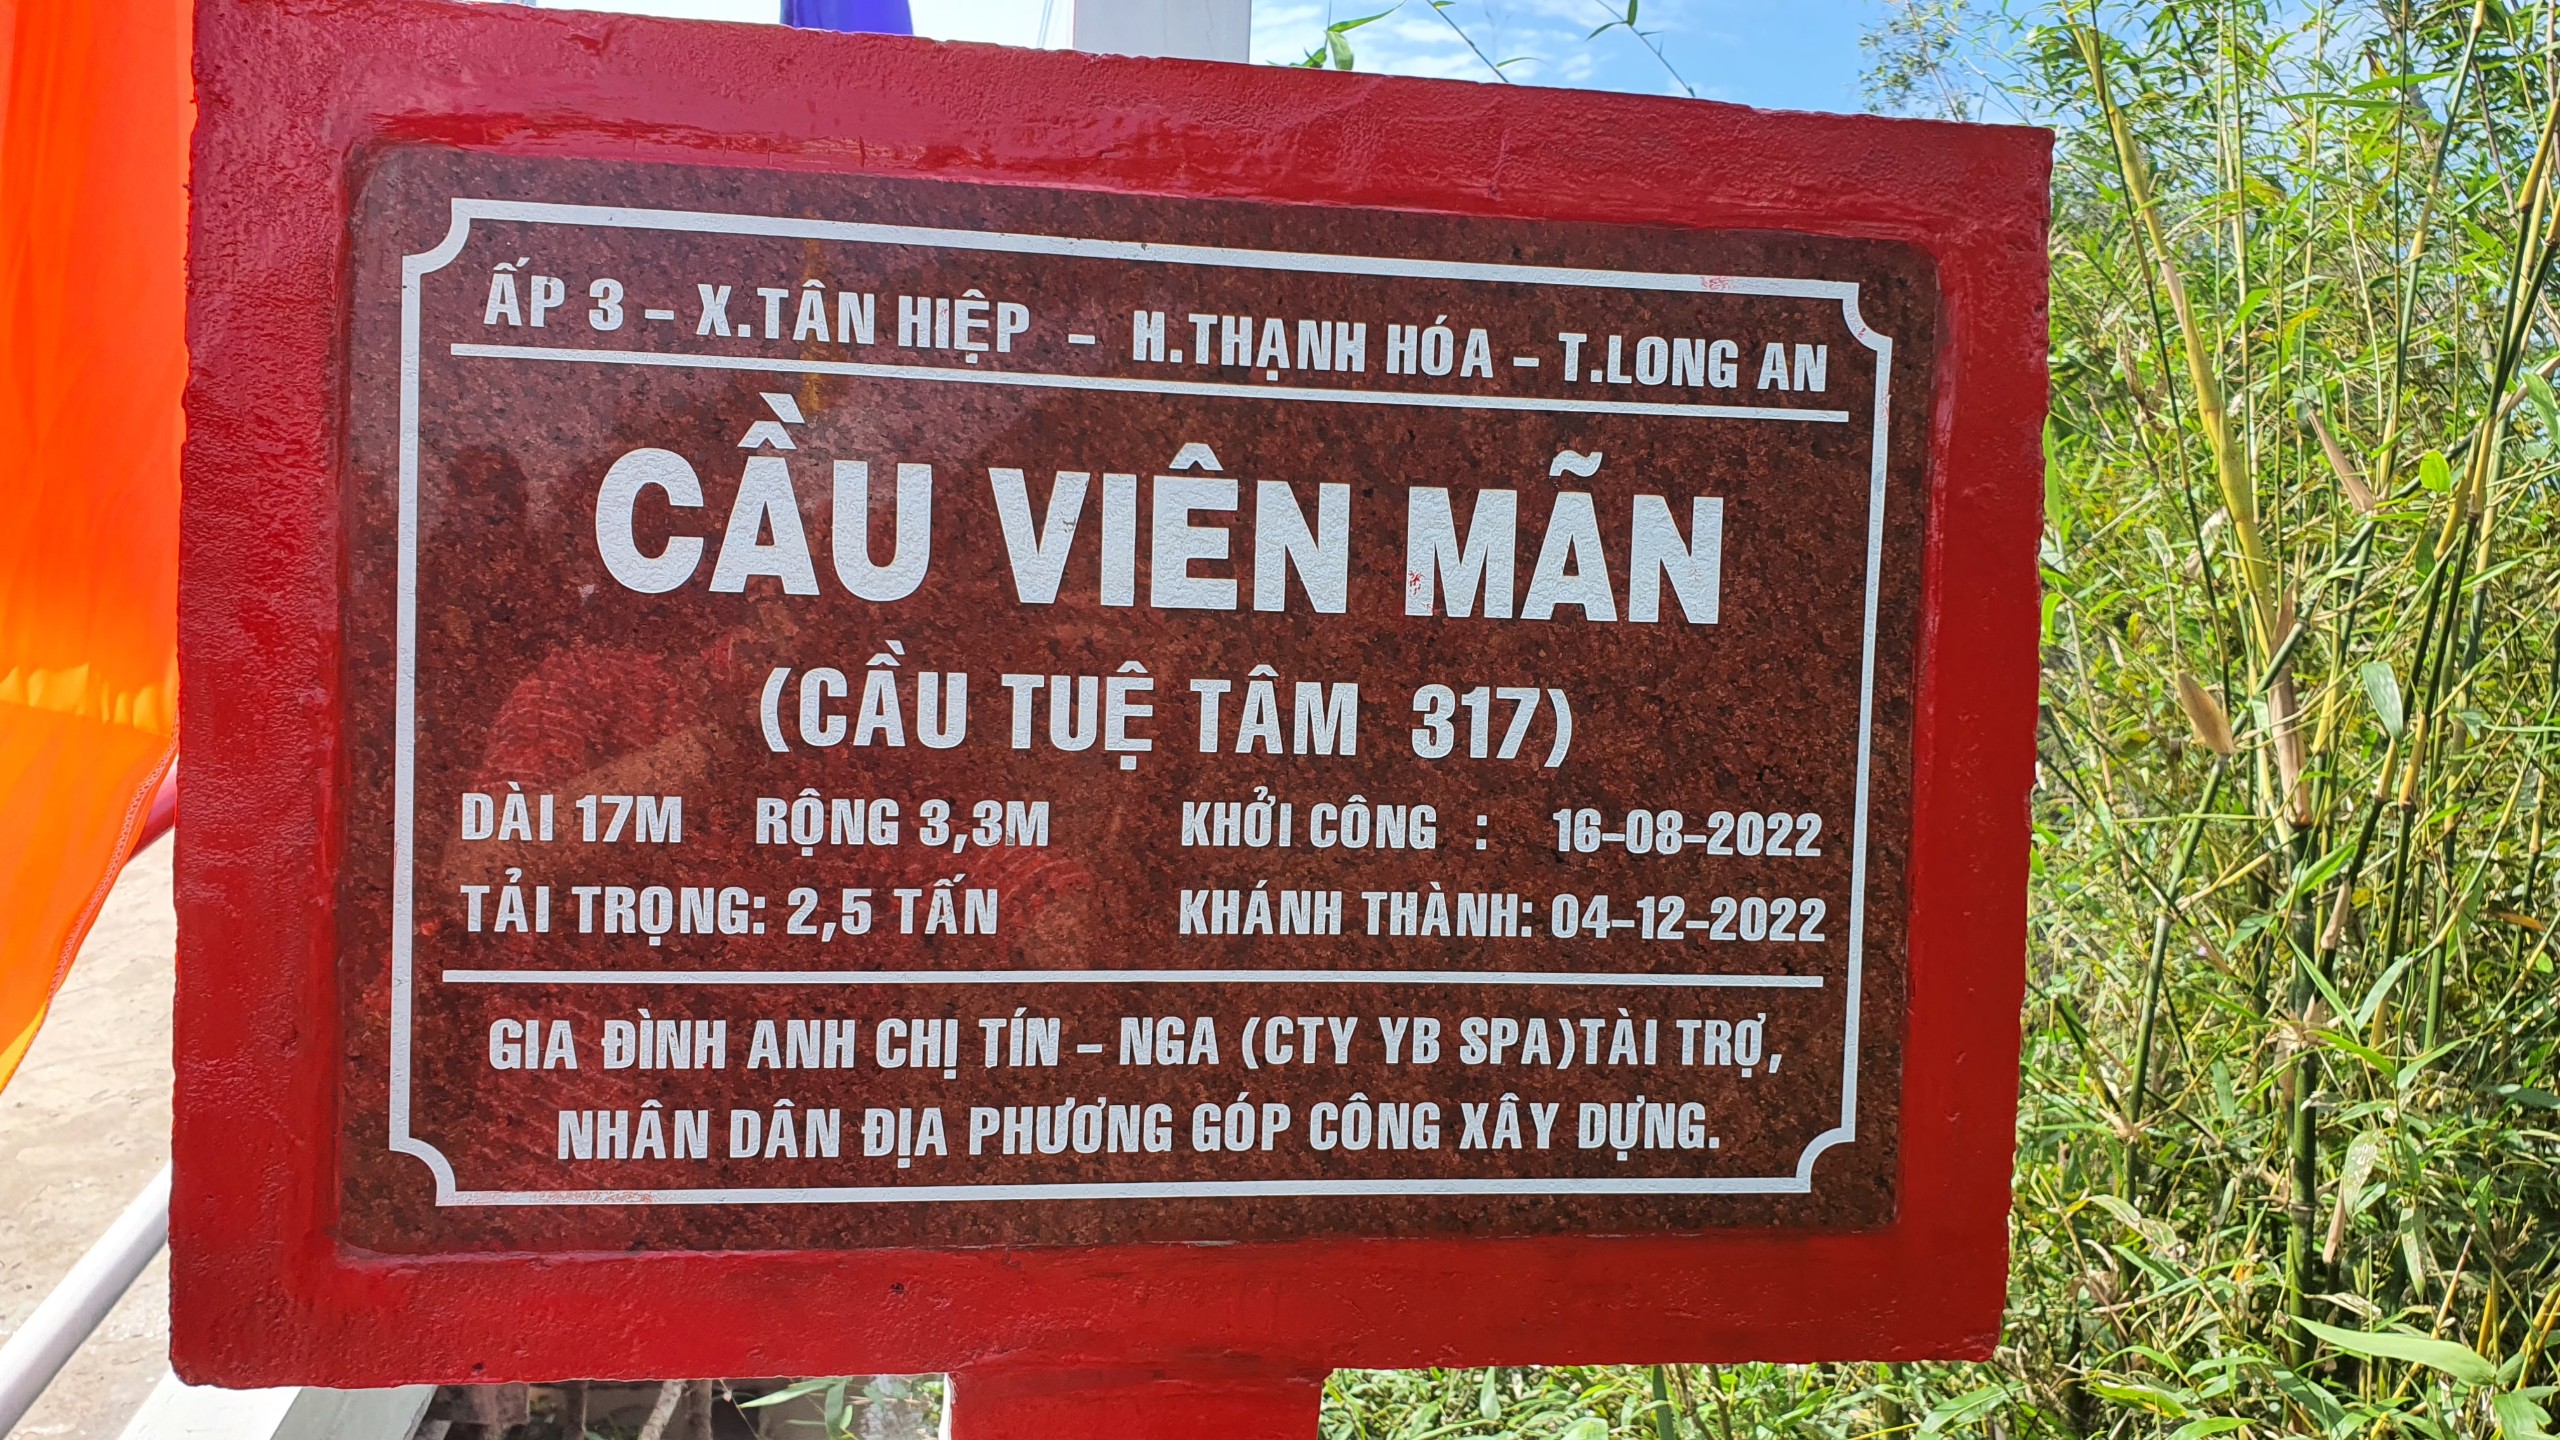 ẤP 3 - X.TÂN HIỆP - H.THẠNH HÓA - T.LONG AN
CẦU VIÊN MÃN
(CẦU TUỆ TÂM 317)
DÀI 17M RỘNG 3,3M KHỞI CÔNG : 16-08-2022
TẢI TRỌNG: 2,5 TẤN KHÁNH THÀNH: 04-12-2022
GIA ĐÌNH ANH CHỊ TÍN - NGA (CTY YB SPA)TÀI TRỢ,
NHÂN DÂN ĐỊA PHƯƠNG GÓP CÔNG XÂY DỰNG.